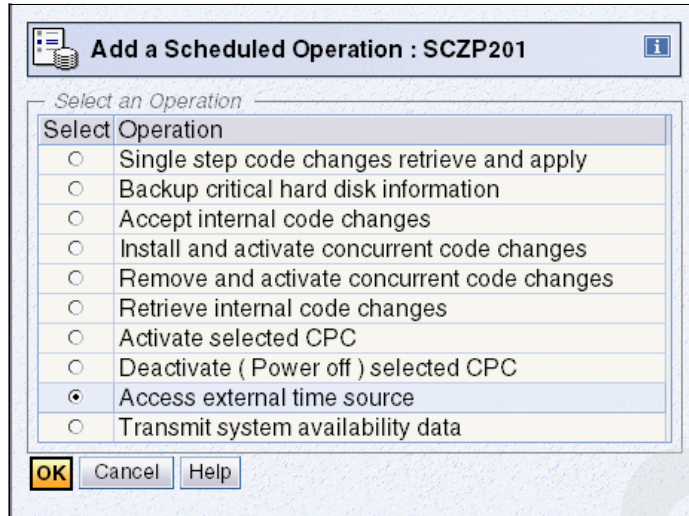 Add a Scheduled Operation : SCZP201
i
Select an Operation
Select Operation
Single step code changes retrieve and apply
Backup critical hard disk information
Accept internal code changes
Install and activate concurrent code changes
Remove and activate concurrent code changes
Retrieve internal code changes
Activate selected CPC
Deactivate ( Power off ) selected CPC
Access external time source
Transmit system availability data
OK Cancel Help